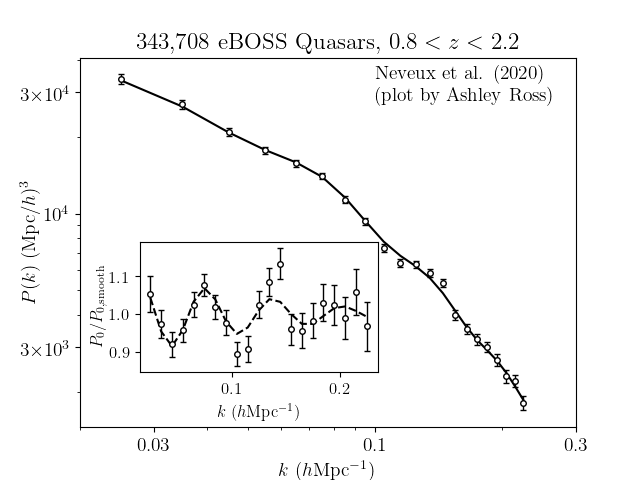 343,708 eBOSS Quasars, 0.8 < z < 2.2
Neveux et al. (2020)
(plot by Ashley Ross)
3×10⁴
10⁴
3×10³
P(k) (Mpc/h)³
1.1
1.0
0.9
P₀/P₀,smooth
0.1 0.2
k (hMpc⁻¹)
0.03 0.1 0.3
k (hMpc⁻¹)